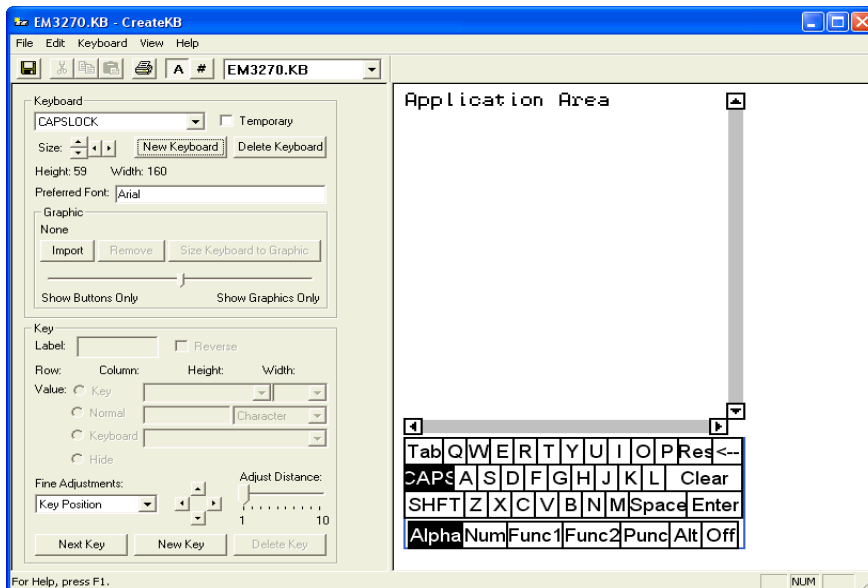 EM3270.KB - CreateKB
File Edit Keyboard View Help
A # EM3270.KB
Keyboard
CAPSLOCK Temporary
Size: New Keyboard Delete Keyboard
Height: 59 Width: 160
Preferred Font: Arial
Graphic
None
Import Remove Size Keyboard to Graphic
Show Buttons Only Show Graphics Only
Key
Label: Reverse
Row: Column: Height: Width:
Value: Key
Normal Character
Keyboard
Hide
Fine Adjustments: Adjust Distance:
Key Position
1 10
Next Key New Key Delete Key
Application Area
Tab Q W E R T Y U I O P Res <--
CAPS A S D F G H J K L Clear
SHFT Z X C V B N M Space Enter
Alpha Num Func1 Func2 Punc Alt Off
For Help, press F1. NUM